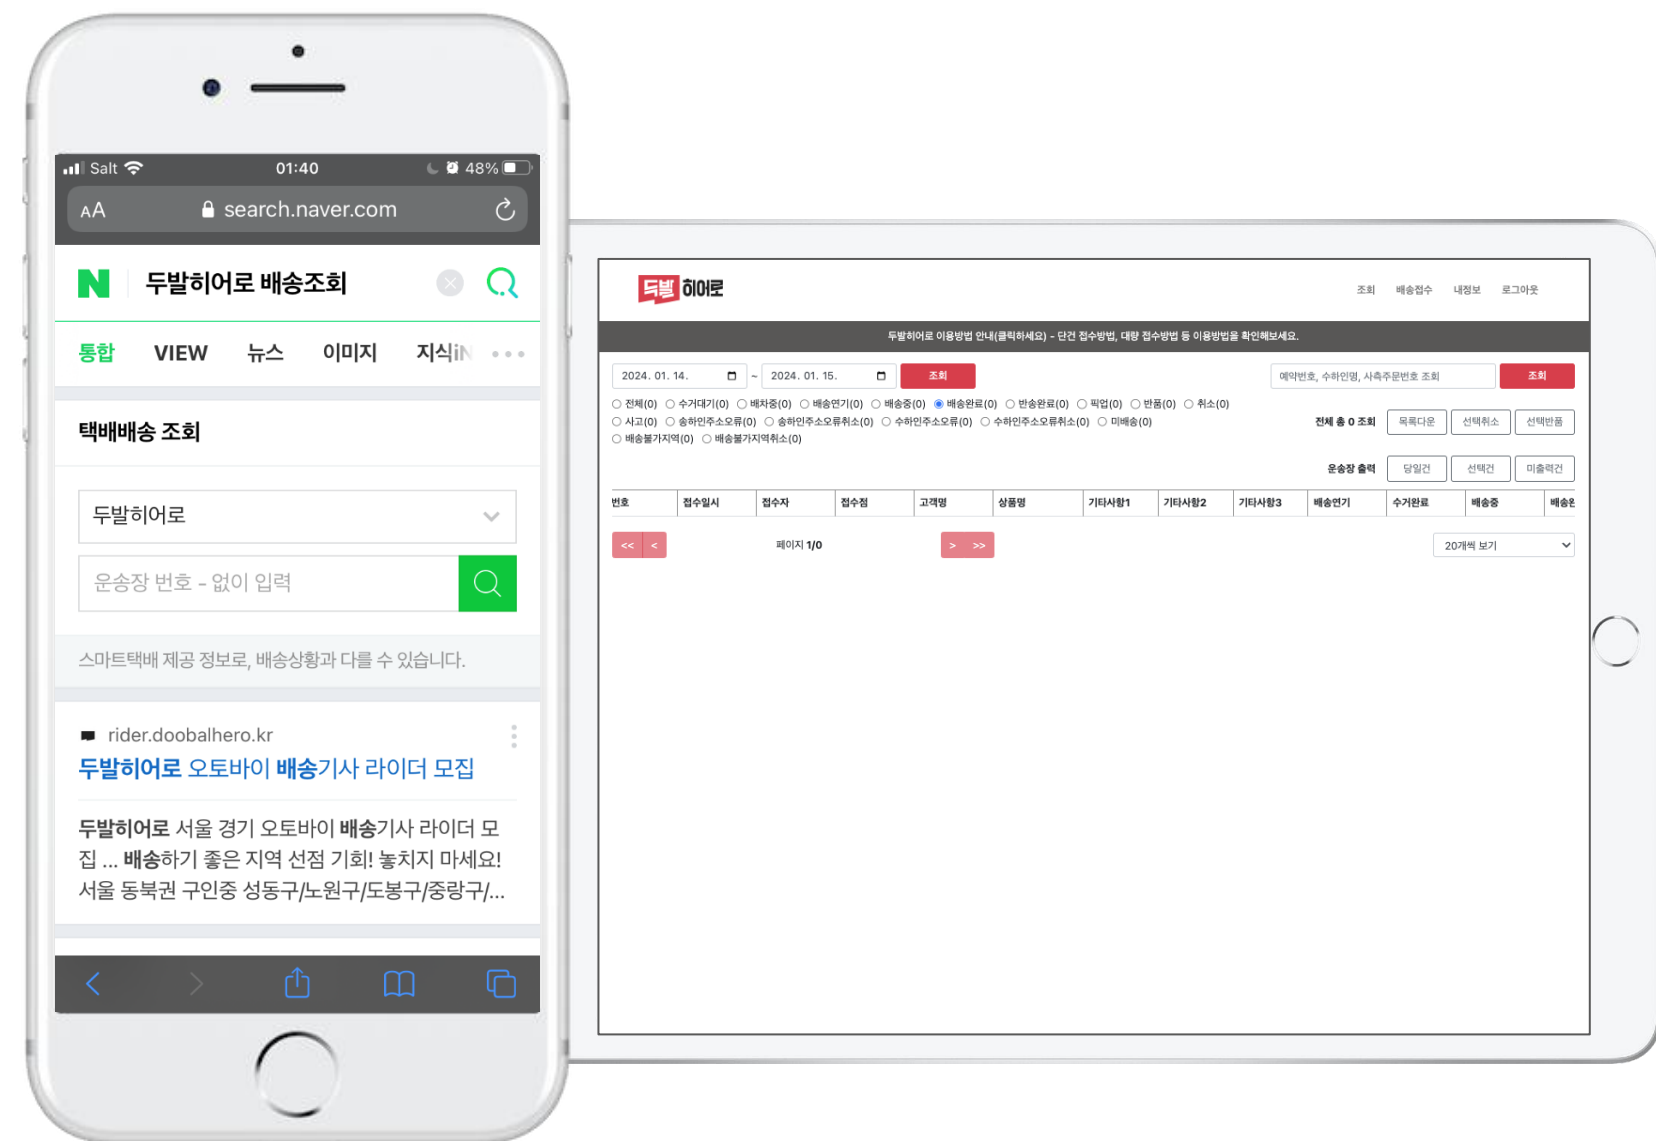 Salt 01:40 48%
AA search.naver.com
N 두발히어로 배송조회
통합 VIEW 뉴스 이미지 지식iN
택배배송 조회
두발히어로
운송장 번호 - 없이 입력
스마트택배 제공 정보로, 배송상황과 다를 수 있습니다.
rider.doobalhero.kr
두발히어로 오토바이 배송기사 라이더 모집
두발히어로 서울 경기 오토바이 배송기사 라이더 모
집 ... 배송하기 좋은 지역 선점 기회! 놓치지 마세요!
서울 동북권 구인중 성동구/노원구/도봉구/중랑구/...
두발 히어로
조회 배송접수 내정보 로그아웃
두발히어로 이용방법 안내(클릭하세요) - 단건 접수방법, 대량 접수방법 등 이용방법을 확인해보세요.
2024. 01. 14. ~ 2024. 01. 15. 조회 예약번호, 수하인명, 사측주문번호 조회 조회
전체(0) 수거대기(0) 배차중(0) 배송연기(0) 배송중(0) 배송완료(0) 반송완료(0) 픽업(0) 반품(0) 취소(0)
사고(0) 송하인주소오류(0) 송하인주소오류취소(0) 수하인주소오류(0) 수하인주소오류취소(0) 미배송(0)
배송불가지역(0) 배송불가지역취소(0)
전체 총 0 조회 목록다운 선택취소 선택반품
운송장 출력 당일건 선택건 미출력건
번호 접수일시 접수자 접수점 고객명 상품명 기타사항1 기타사항2 기타사항3 배송연기 수거완료 배송중 배송완
<< < 페이지 1/0 > >> 20개씩 보기